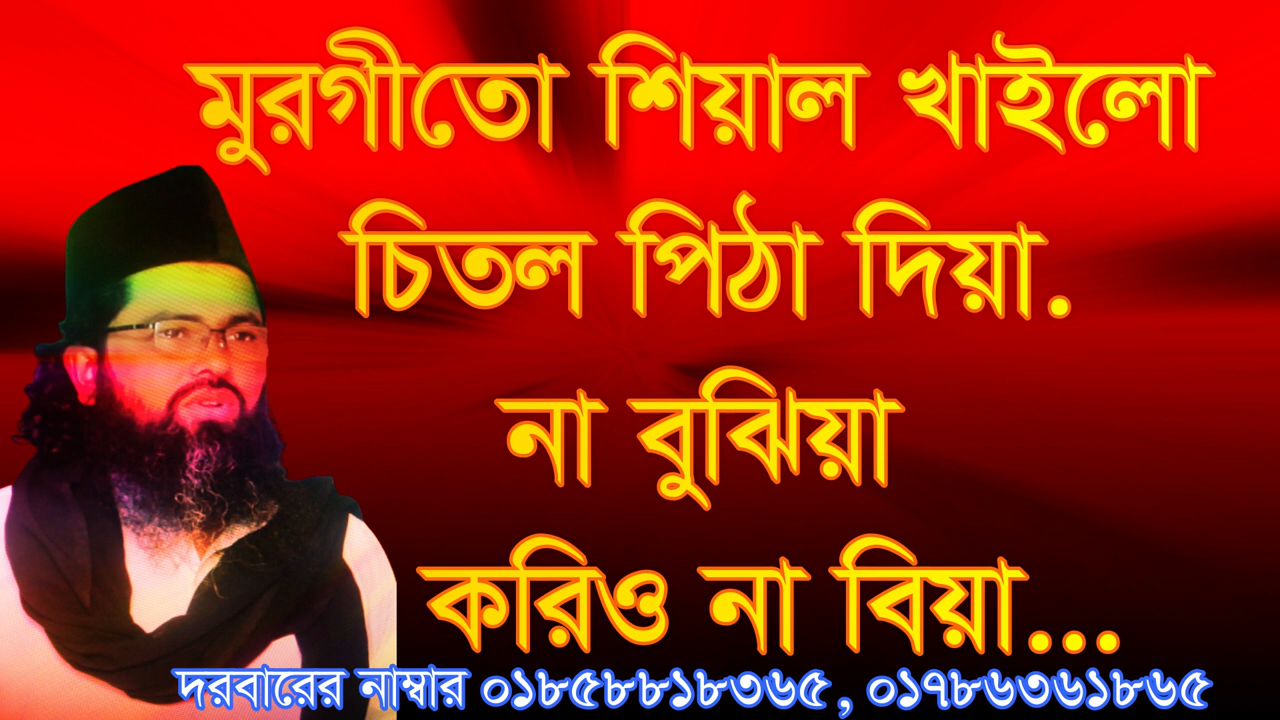 মুরগীতো শিয়াল খাইলো
চিতল পিঠা দিয়া.
না বুঝিয়া
করিও না বিয়া...
দরবারের নাম্বার ০১৮৫৮৮১৮৩৬৫, ০১৭৮৬৩৬১৮৬৫